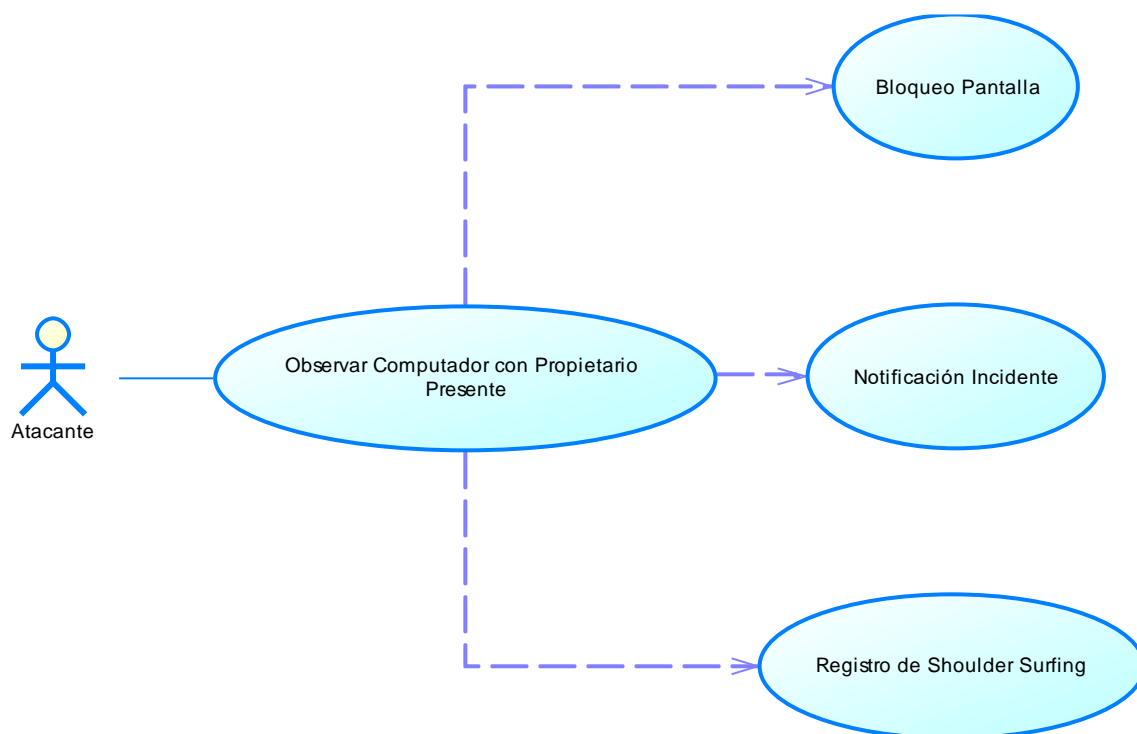 Bloqueo Pantalla
Observar Computador con Propietario
Presente
Notificación Incidente
Atacante
Registro de Shoulder Surfing